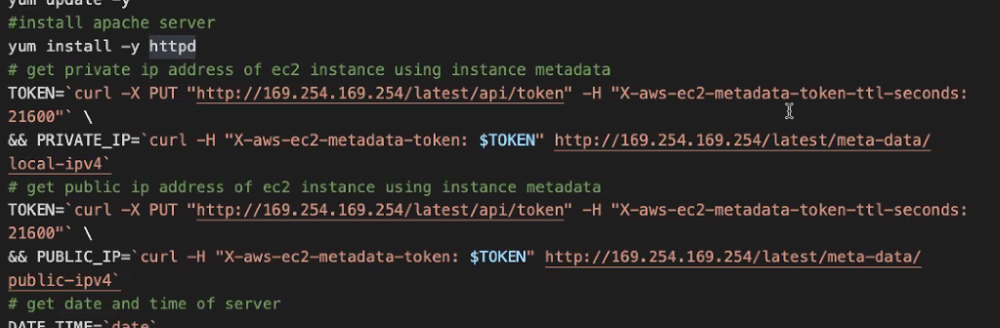 yum update -y
#install apache server
yum install -y httpd
# get private ip address of ec2 instance using instance metadata
TOKEN=`curl -X PUT "http://169.254.169.254/latest/api/token" -H "X-aws-ec2-metadata-token-ttl-seconds:
21600"` \
&& PRIVATE_IP=`curl -H "X-aws-ec2-metadata-token: $TOKEN" http://169.254.169.254/latest/meta-data/
local-ipv4`
# get public ip address of ec2 instance using instance metadata
TOKEN=`curl -X PUT "http://169.254.169.254/latest/api/token" -H "X-aws-ec2-metadata-token-ttl-seconds:
21600"` \
&& PUBLIC_IP=`curl -H "X-aws-ec2-metadata-token: $TOKEN" http://169.254.169.254/latest/meta-data/
public-ipv4`
# get date and time of server
DATE_TIME=`date`